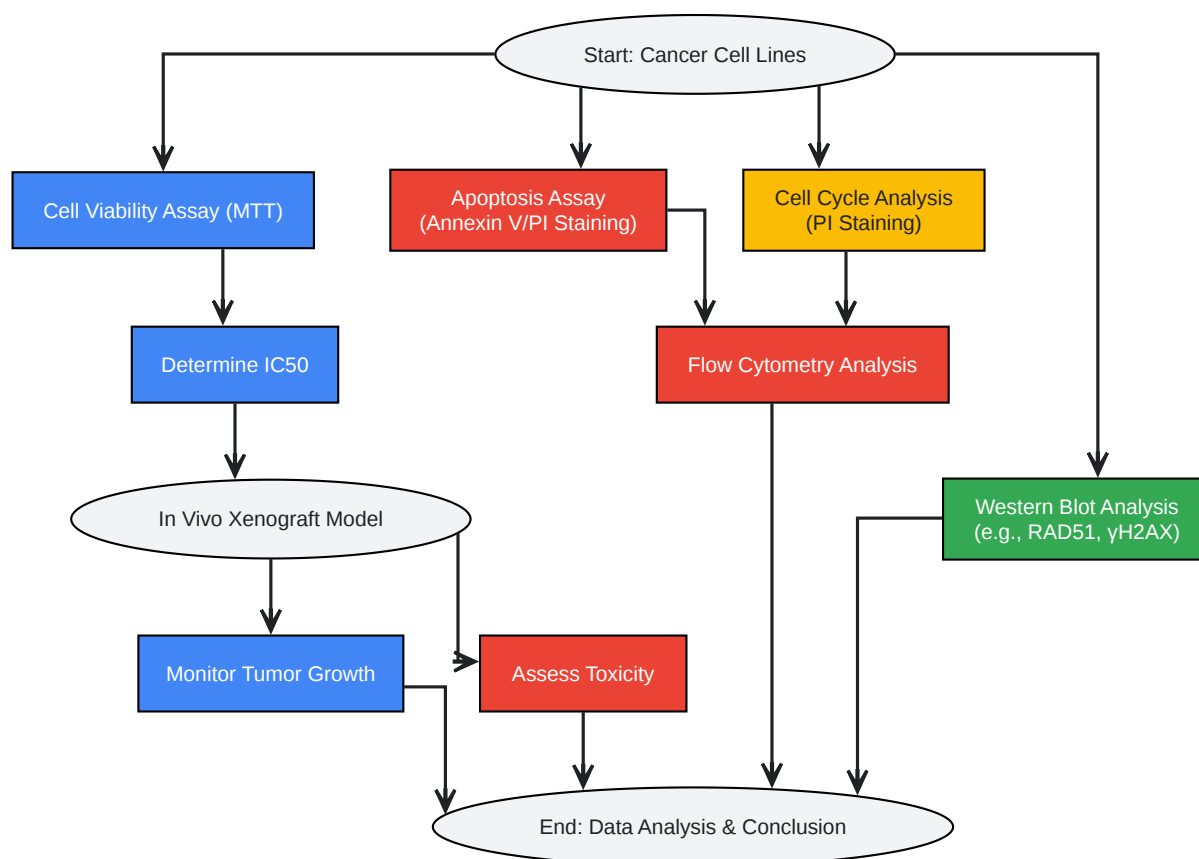 Start: Cancer Cell Lines
Cell Viability Assay (MTT)
Apoptosis Assay
(Annexin V/PI Staining)
Cell Cycle Analysis
(PI Staining)
Determine IC50
Flow Cytometry Analysis
In Vivo Xenograft Model
Western Blot Analysis
(e.g., RAD51, γH2AX)
Monitor Tumor Growth
Assess Toxicity
End: Data Analysis & Conclusion